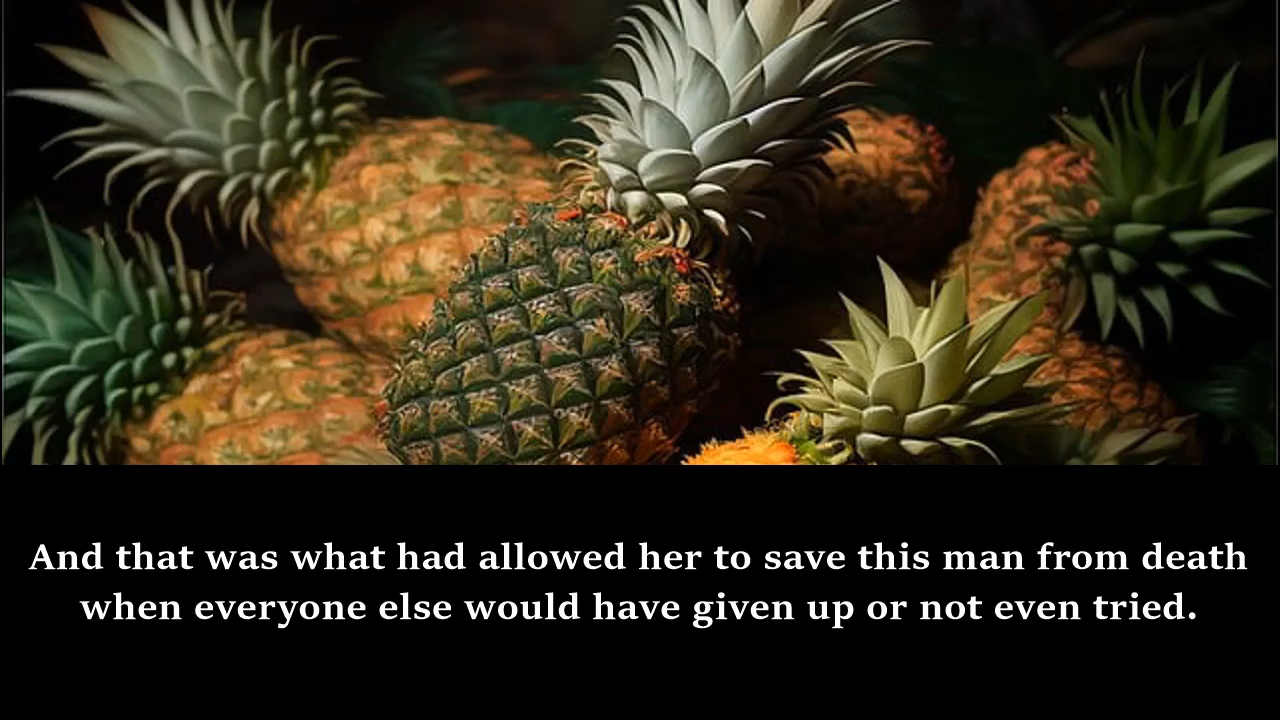 And that was what had allowed her to save this man from death
when everyone else would have given up or not even tried.